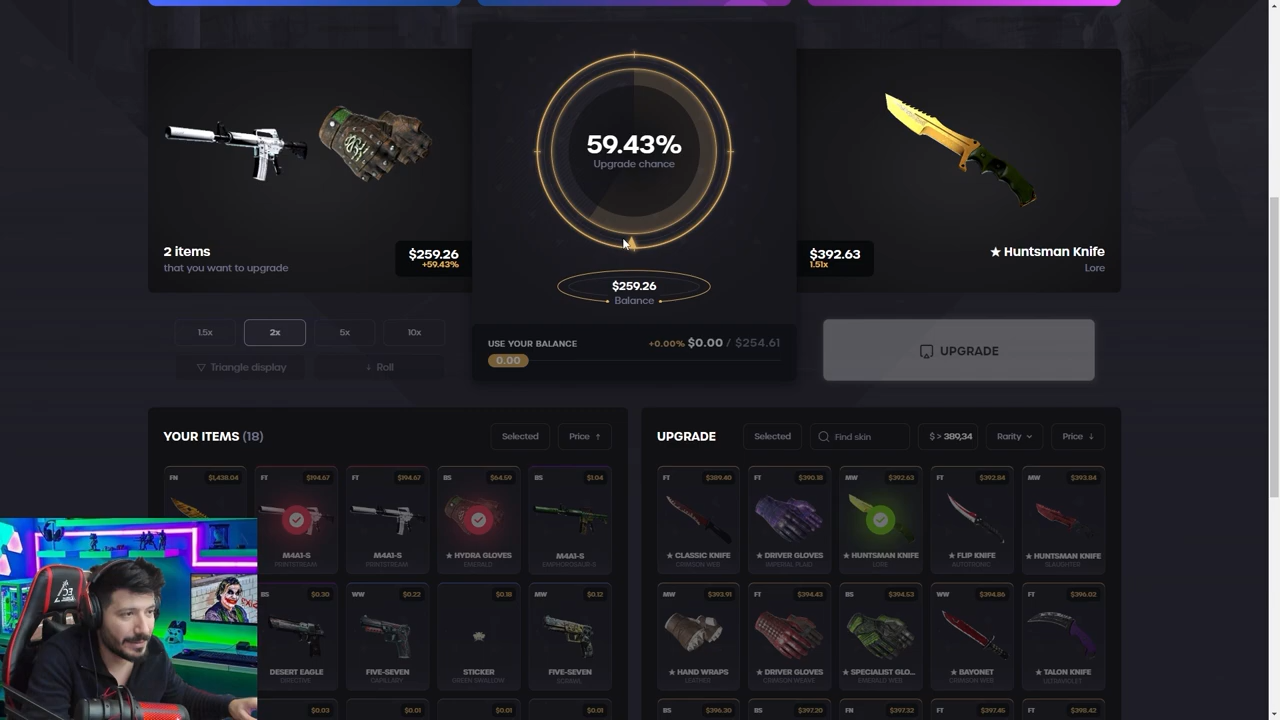 59.43%
Upgrade chance
2 items
that you want to upgrade
$259.26
+59.43%
$392.63
1.51x
★ Huntsman Knife
Lore
$259.26
Balance
1.5x
2x
5x
10x
▽ Triangle display
↓ Roll
USE YOUR BALANCE
+0.00% $0.00 / $254.61
0.00
UPGRADE
YOUR ITEMS (18)
Selected
Price ↑
FN $1,438.04
FT $194.67
FT $194.67
BS $64.59
BS $1.04
M4A1-S
PRINTSTREAM
M4A1-S
PRINTSTREAM
★ HYDRA GLOVES
EMERALD
M4A1-S
BS $0.30
WW $0.22
$0.18
MW $0.12
DESERT EAGLE
DIRECTIVE
FIVE-SEVEN
CAPILLARY
STICKER
GREEN SWALLOW
FIVE-SEVEN
$0.03
$0.01
$0.01
$0.01
UPGRADE
Selected
Find skin
$ > 389,34
Rarity
Price ↓
FT $389.40
FT $390.18
MW $392.63
FT $392.84
MW $393.84
★ CLASSIC KNIFE
CRIMSON WEB
★ DRIVER GLOVES
IMPERIAL PLAID
★ HUNTSMAN KNIFE
LORE
★ FLIP KNIFE
AUTOTRONIC
★ HUNTSMAN KNIFE
SLAUGHTER
MW $393.91
FT $394.43
BS $394.53
WW $394.86
FT $396.02
★ HAND WRAPS
LEATHER
★ DRIVER GLOVES
CRIMSON WEAVE
★ SPECIALIST GLO...
EMERALD WEB
★ BAYONET
CRIMSON WEB
★ TALON KNIFE
ULTRAVIOLET
BS $396.30
BS $397.20
FN $397.32
FT $397.45
FT $398.42